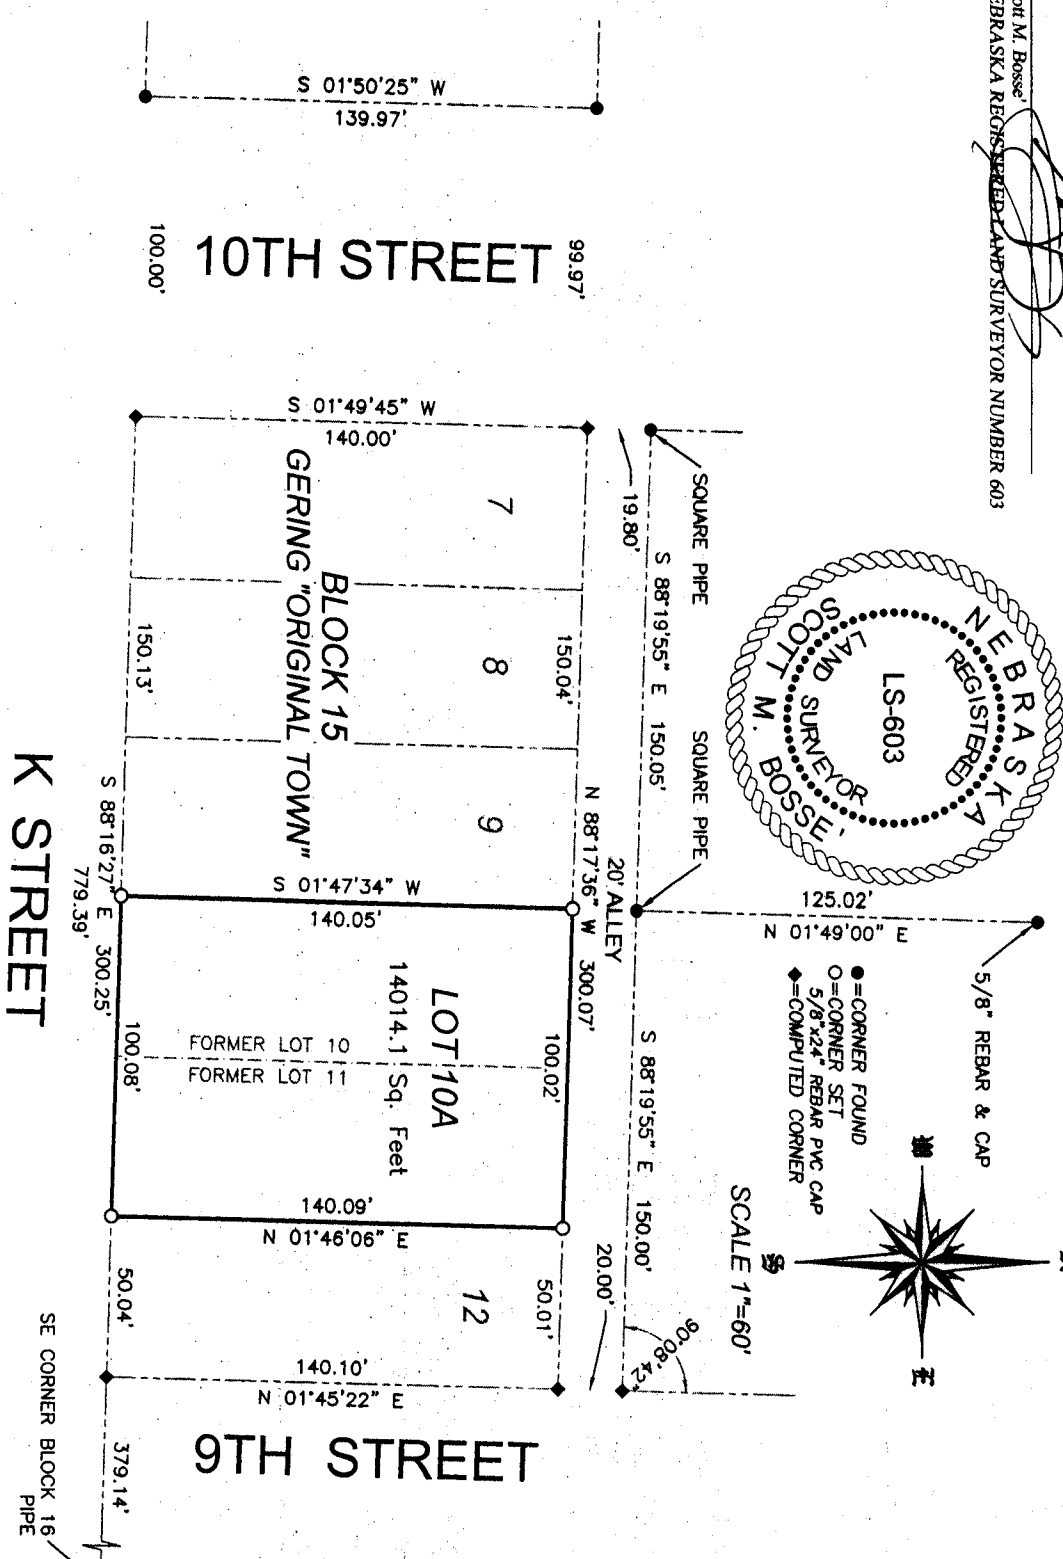 ott M. Bosse'
EBRASKA REGISTERED LAND SURVEYOR NUMBER 603
S 01°50'25" W
139.97'
10TH STREET
99.97'
100.00'
S 01°49'45" W
140.00'
BLOCK 15
GERING "ORIGINAL TOWN"
7
8
9
150.04'
150.13'
19.80'
SQUARE PIPE
S 88°19'55" E 150.05'
SQUARE PIPE
NEBRASKA
REGISTERED
LS-603
LAND SURVEYOR
SCOTT M. BOSSE'
125.02'
N 01°49'00" E
5/8" REBAR & CAP
●=CORNER FOUND
○=CORNER SET
5/8"x24" REBAR PVC CAP
◆=COMPUTED CORNER
SCALE 1"=60'
20' ALLEY
N 88°17'36" W 300.07'
S 88°19'55" E 150.00'
90°08'42"
20.00'
S 01°47'34" W
140.05'
LOT 10A
14014.1 Sq. Feet
FORMER LOT 10
FORMER LOT 11
100.02'
100.08'
140.09'
N 01°46'06" E
12
50.01'
50.04'
140.10'
N 01°45'22" E
9TH STREET
S 88°16'27" E 300.25'
779.39'
K STREET
379.14'
SE CORNER BLOCK 16
PIPE